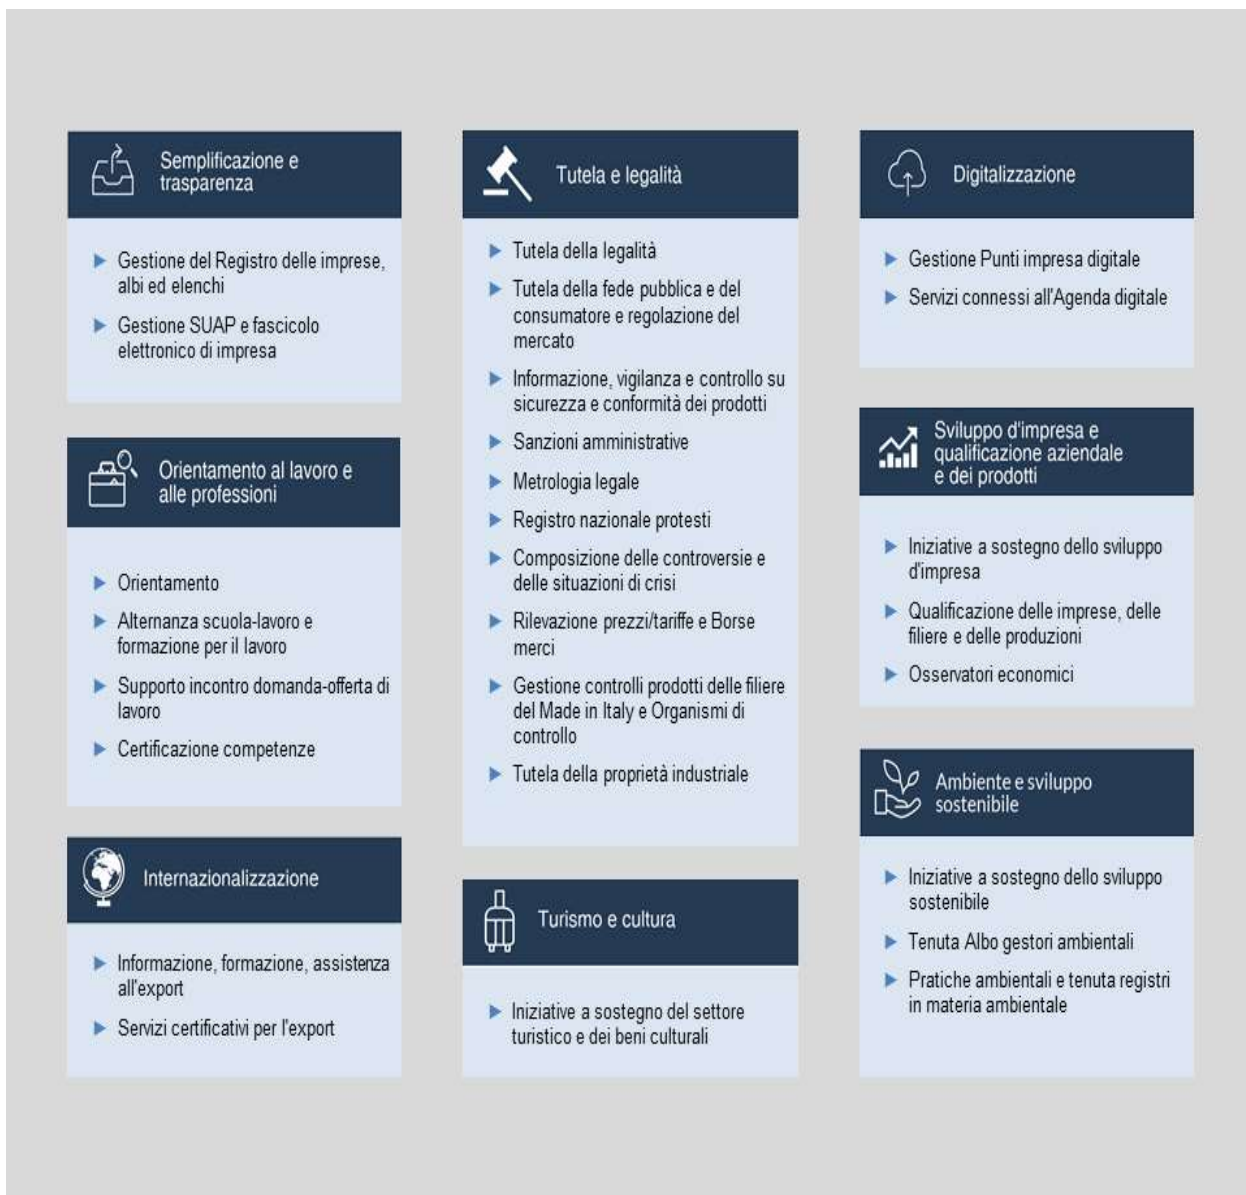 Semplificazione e
trasparenza
Gestione del Registro delle imprese,
albi ed elenchi
Gestione SUAP e fascicolo
elettronico di impresa
Orientamento al lavoro e
alle professioni
Orientamento
Alternanza scuola-lavoro e
formazione per il lavoro
Supporto incontro domanda-offerta di
lavoro
Certificazione competenze
Internazionalizzazione
Informazione, formazione, assistenza
all'export
Servizi certificativi per l'export
Tutela e legalità
Tutela della legalità
Tutela della fede pubblica e del
consumatore e regolazione del
mercato
Informazione, vigilanza e controllo su
sicurezza e conformità dei prodotti
Sanzioni amministrative
Metrologia legale
Registro nazionale protesti
Composizione delle controversie e
delle situazioni di crisi
Rilevazione prezzi/tariffe e Borse
merci
Gestione controlli prodotti delle filiere
del Made in Italy e Organismi di
controllo
Tutela della proprietà industriale
Turismo e cultura
Iniziative a sostegno del settore
turistico e dei beni culturali
Digitalizzazione
Gestione Punti impresa digitale
Servizi connessi all'Agenda digitale
Sviluppo d'impresa e
qualificazione aziendale
e dei prodotti
Iniziative a sostegno dello sviluppo
d'impresa
Qualificazione delle imprese, delle
filiere e delle produzioni
Osservatori economici
Ambiente e sviluppo
sostenibile
Iniziative a sostegno dello sviluppo
sostenibile
Tenuta Albo gestori ambientali
Pratiche ambientali e tenuta registri
in materia ambientale